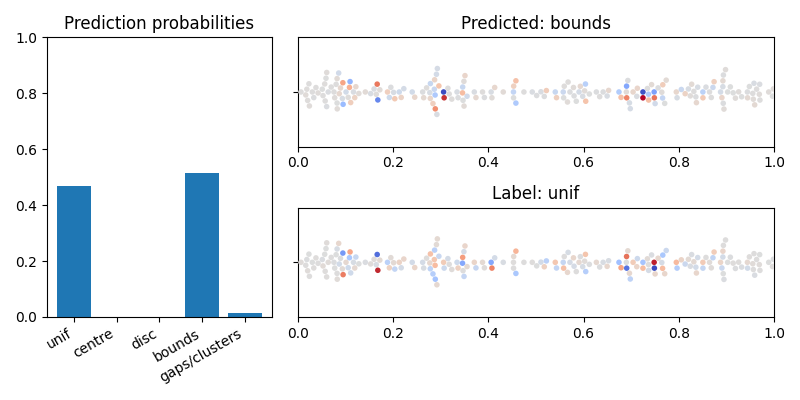 Prediction probabilities
1.0
0.8
0.6
0.4
0.2
0.0
unif
centre
disc
bounds
gaps/clusters
Predicted: bounds
0.0 0.2 0.4 0.6 0.8 1.0
Label: unif
0.0 0.2 0.4 0.6 0.8 1.0